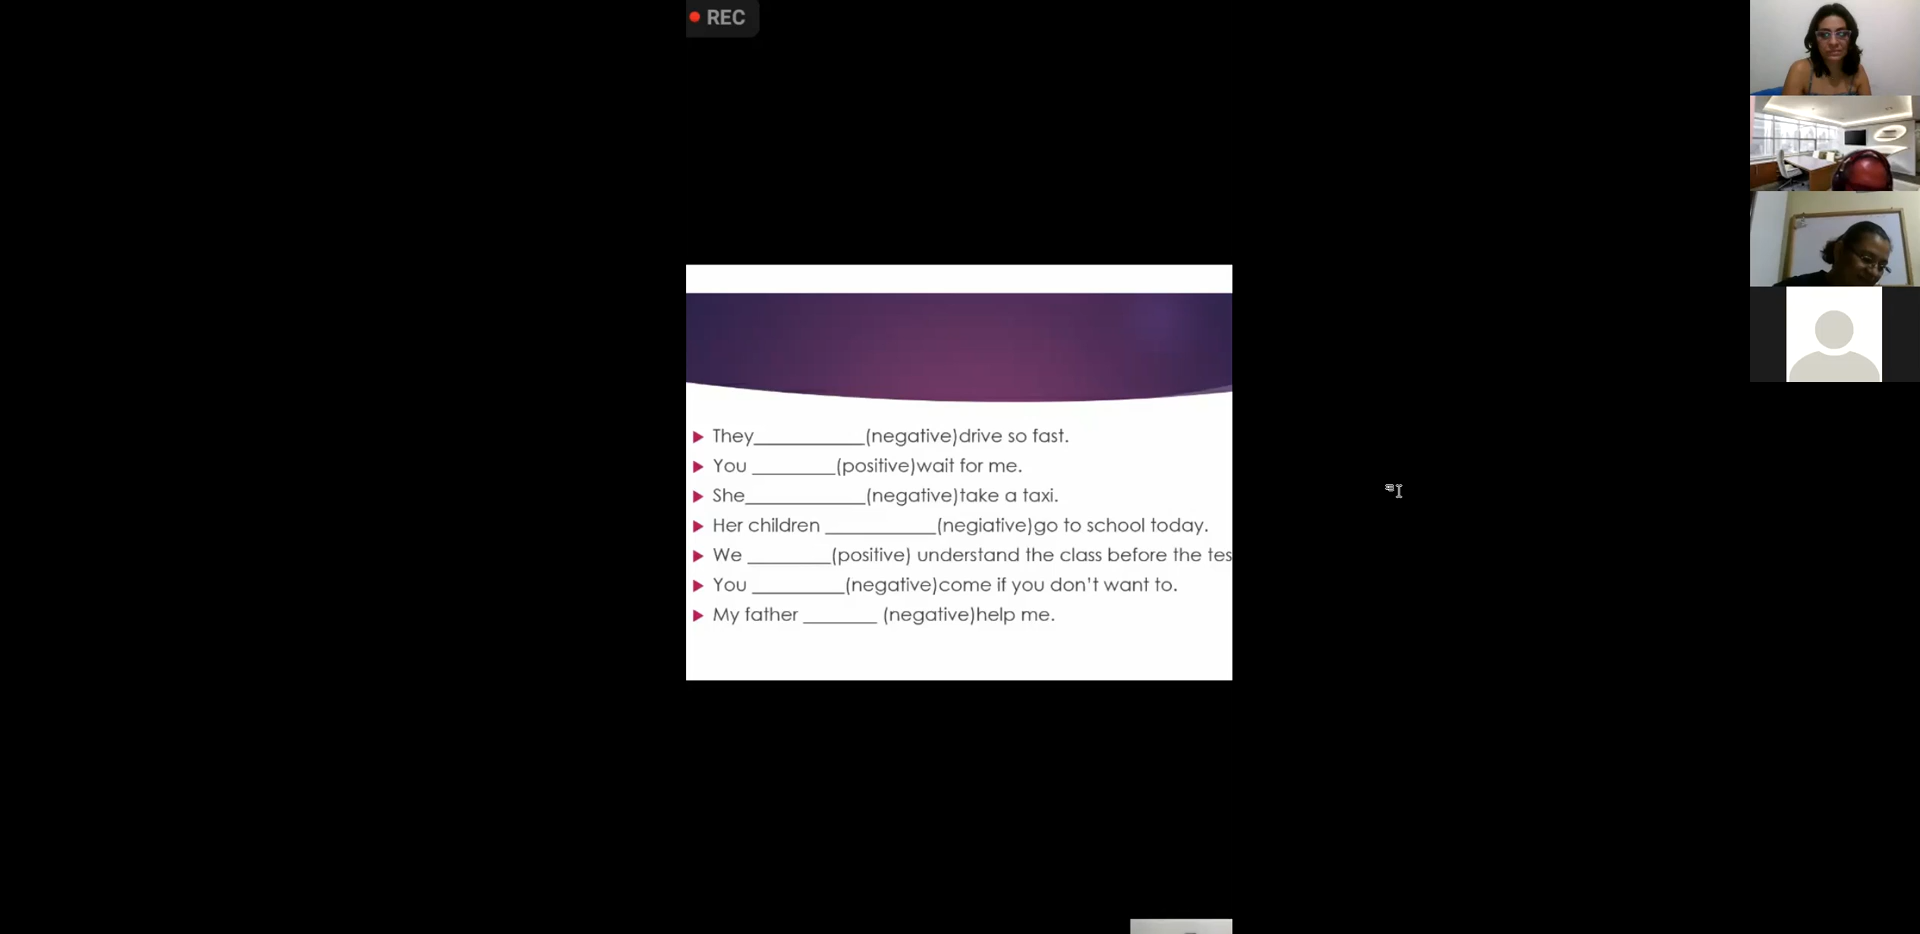 REC
They___________(negative)drive so fast.
You ________(positive)wait for me.
She____________(negative)take a taxi.
Her children ___________(negiative)go to school today.
We ________(positive) understand the class before the tes
You _________(negative)come if you don't want to.
My father _______ (negative)help me.